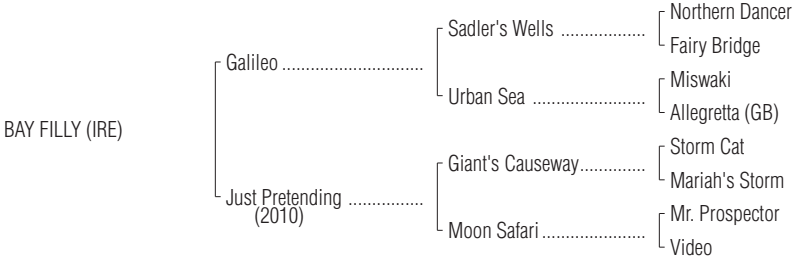 Northern Dancer
Sadler's Wells ...................
Fairy Bridge
Galileo ..............................
Miswaki
Urban Sea ........................
Allegretta (GB)
BAY FILLY (IRE)
Storm Cat
Giant's Causeway..............
Mariah's Storm
Just Pretending ................
(2010)
Mr. Prospector
Moon Safari......................
Video